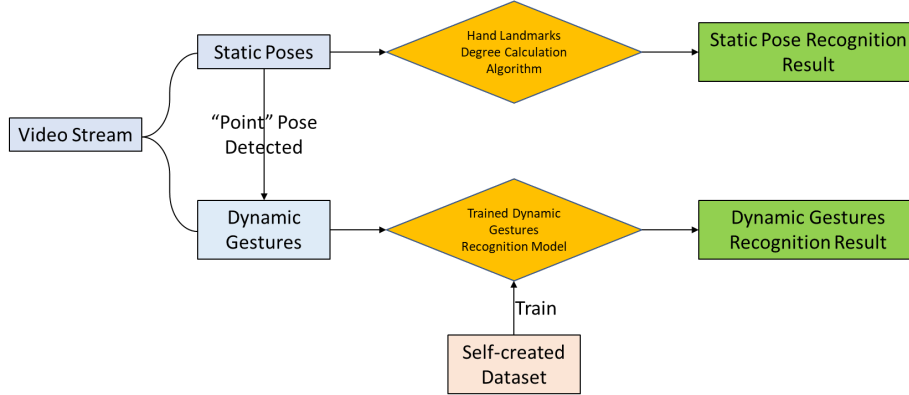 Static Poses
Hand Landmarks
Degree Calculation
Algorithm
Static Pose Recognition
Result
Video Stream
“Point” Pose
Detected
Dynamic
Gestures
Trained Dynamic
Gestures
Recognition Model
Dynamic Gestures
Recognition Result
Train
Self-created
Dataset